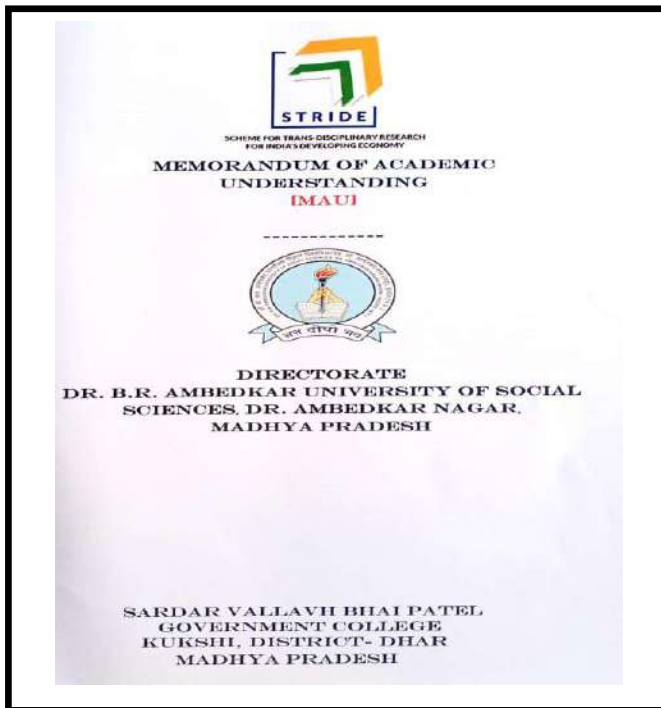 STRIDE
SCHEME FOR TRANS-DISCIPLINARY RESEARCH
FOR INDIA'S DEVELOPING ECONOMY
MEMORANDUM OF ACADEMIC
UNDERSTANDING
[MAU]
DIRECTORATE
DR. B.R. AMBEDKAR UNIVERSITY OF SOCIAL
SCIENCES, DR. AMBEDKAR NAGAR,
MADHYA PRADESH
SARDAR VALLAVH BHAI PATEL
GOVERNMENT COLLEGE
KUKSHI, DISTRICT- DHAR
MADHYA PRADESH